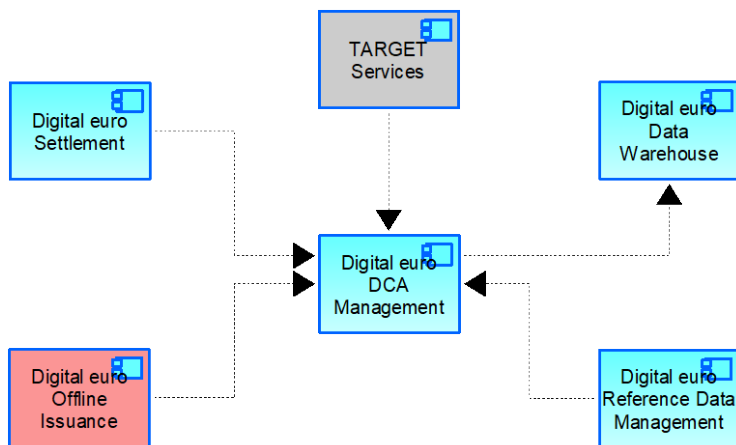 TARGET
Services
Digital euro
Settlement
Digital euro
Data
Warehouse
Digital euro
DCA
Management
Digital euro
Offline
Issuance
Digital euro
Reference Data
Management